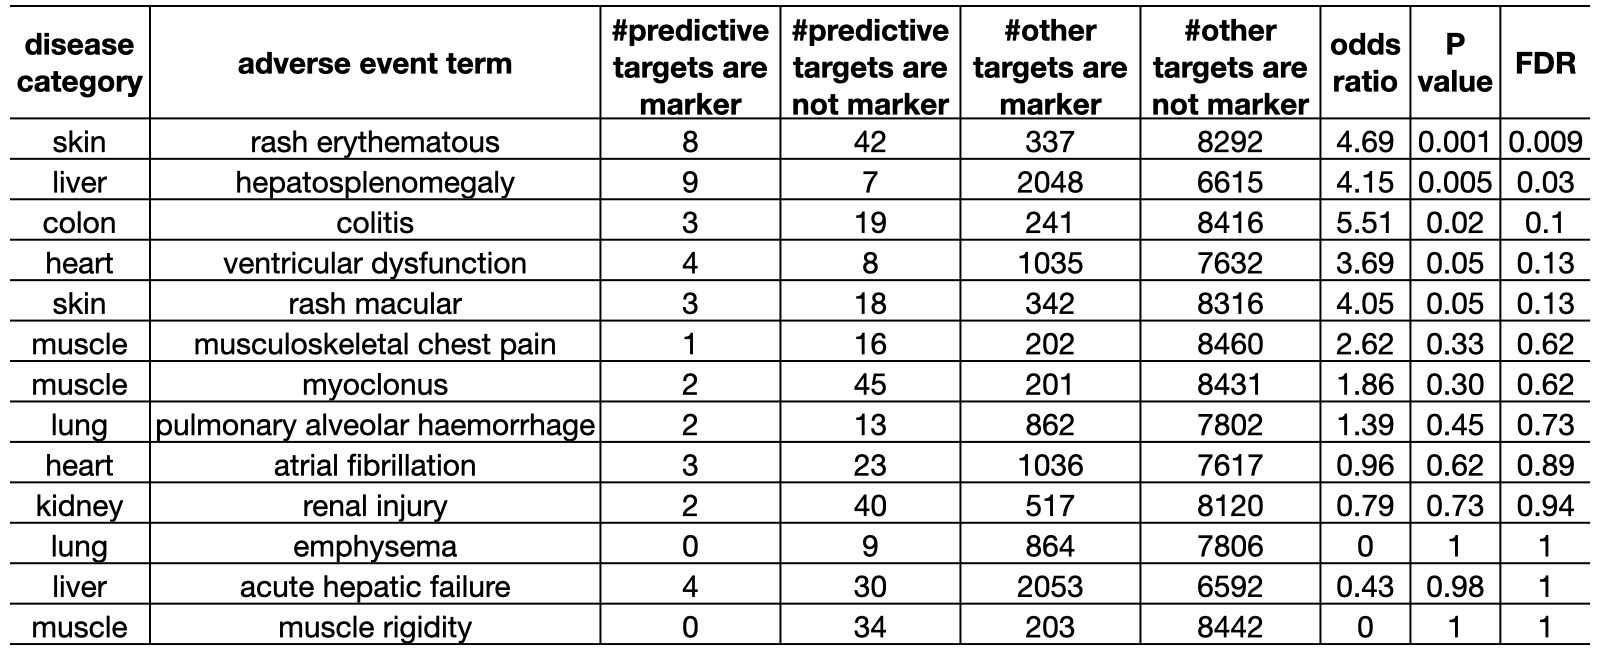 disease category | adverse event term | #predictive targets are marker | #predictive targets are not marker | #other targets are marker | #other targets are not marker | odds ratio | P value | FDR
skin | rash erythematous | 8 | 42 | 337 | 8292 | 4.69 | 0.001 | 0.009
liver | hepatosplenomegaly | 9 | 7 | 2048 | 6615 | 4.15 | 0.005 | 0.03
colon | colitis | 3 | 19 | 241 | 8416 | 5.51 | 0.02 | 0.1
heart | ventricular dysfunction | 4 | 8 | 1035 | 7632 | 3.69 | 0.05 | 0.13
skin | rash macular | 3 | 18 | 342 | 8316 | 4.05 | 0.05 | 0.13
muscle | musculoskeletal chest pain | 1 | 16 | 202 | 8460 | 2.62 | 0.33 | 0.62
muscle | myoclonus | 2 | 45 | 201 | 8431 | 1.86 | 0.30 | 0.62
lung | pulmonary alveolar haemorrhage | 2 | 13 | 862 | 7802 | 1.39 | 0.45 | 0.73
heart | atrial fibrillation | 3 | 23 | 1036 | 7617 | 0.96 | 0.62 | 0.89
kidney | renal injury | 2 | 40 | 517 | 8120 | 0.79 | 0.73 | 0.94
lung | emphysema | 0 | 9 | 864 | 7806 | 0 | 1 | 1
liver | acute hepatic failure | 4 | 30 | 2053 | 6592 | 0.43 | 0.98 | 1
muscle | muscle rigidity | 0 | 34 | 203 | 8442 | 0 | 1 | 1